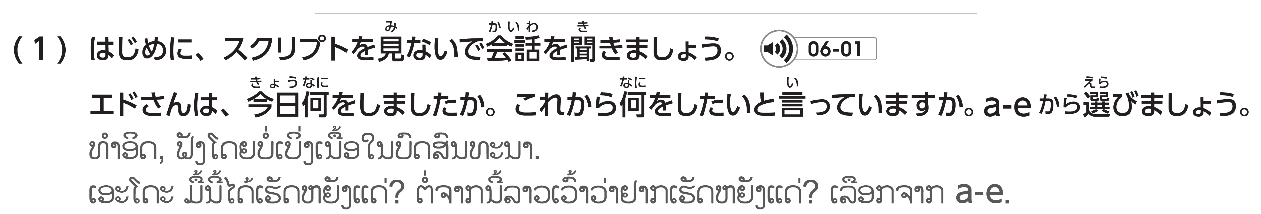 (1) はじめに、スクリプトを見ないで会話を聞きましょう。 06-01
エドさんは、今日何をしましたか。これから何をしたいと言っていますか。a-eから選びましょう。
ທຳອິດ, ຟັງໂດຍບໍ່ເບິ່ງເນື້ອໃນບົດສົນທະນາ.
ເອະໂດະ ມື້ນີ້ໄດ້ເຮັດຫຍັງແດ່? ຕໍ່ຈາກນີ້ລາວເວົ້າວ່າຢາກເຮັດຫຍັງແດ່? ເລືອກຈາກ a-e.